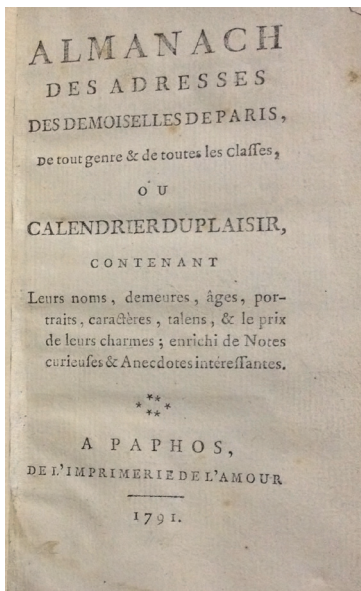 ALMANACH
DES ADRESSES
DES DEMOISELLES DE PARIS,
De tout genre & de toutes les Claſſes,
OU
CALENDRIER DU PLAISIR,
CONTENANT
Leurs noms, demeures, âges, por-
traits, caractères, talens, & le prix
de leurs charmes; enrichi de Notes
curieuſes & Anecdotes intéreſſantes.
A PAPHOS,
DE L'IMPRIMERIE DE L'AMOUR
1791.